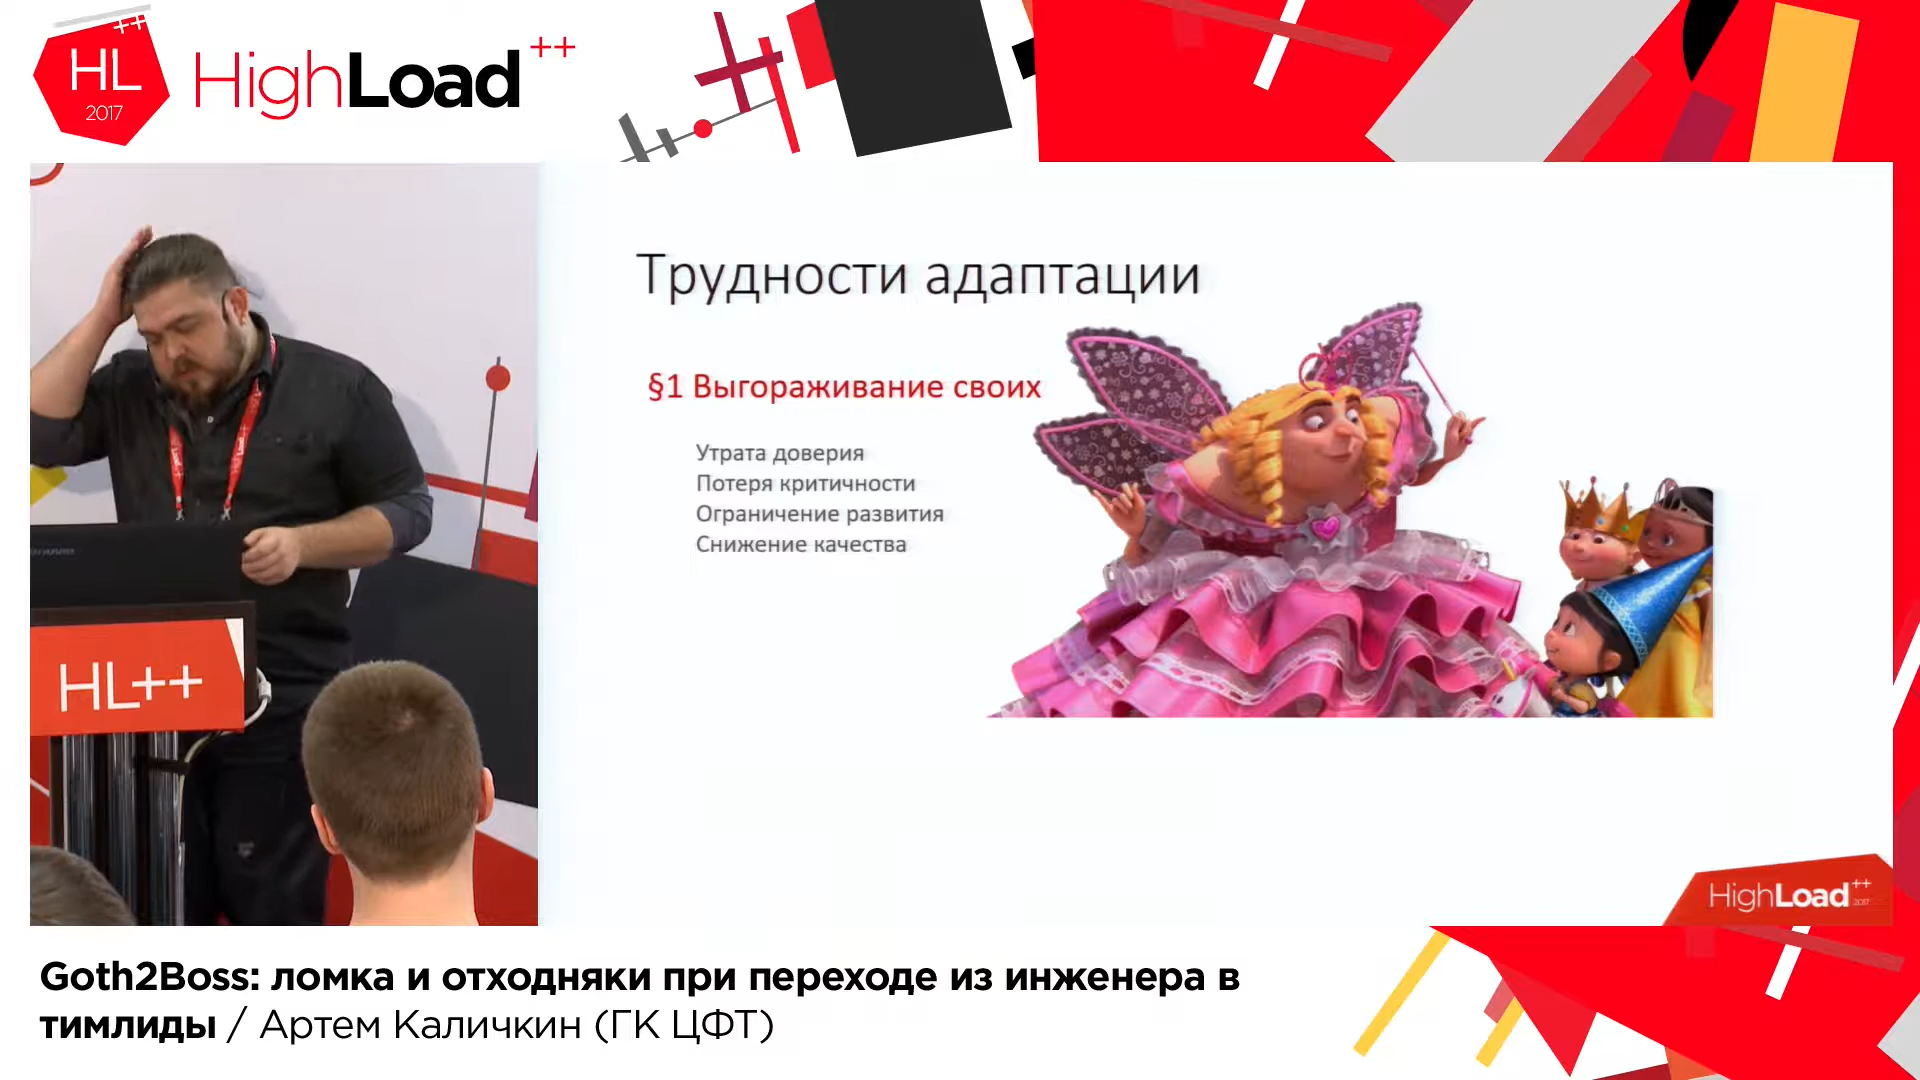 HL++
2017
HighLoad++
Трудности адаптации
§1 Выгораживание своих
Утрата доверия
Потеря критичности
Ограничение развития
Снижение качества
HL++
HighLoad++
2017
Goth2Boss: ломка и отходняки при переходе из инженера в
тимлиды / Артем Каличкин (ГК ЦФТ)